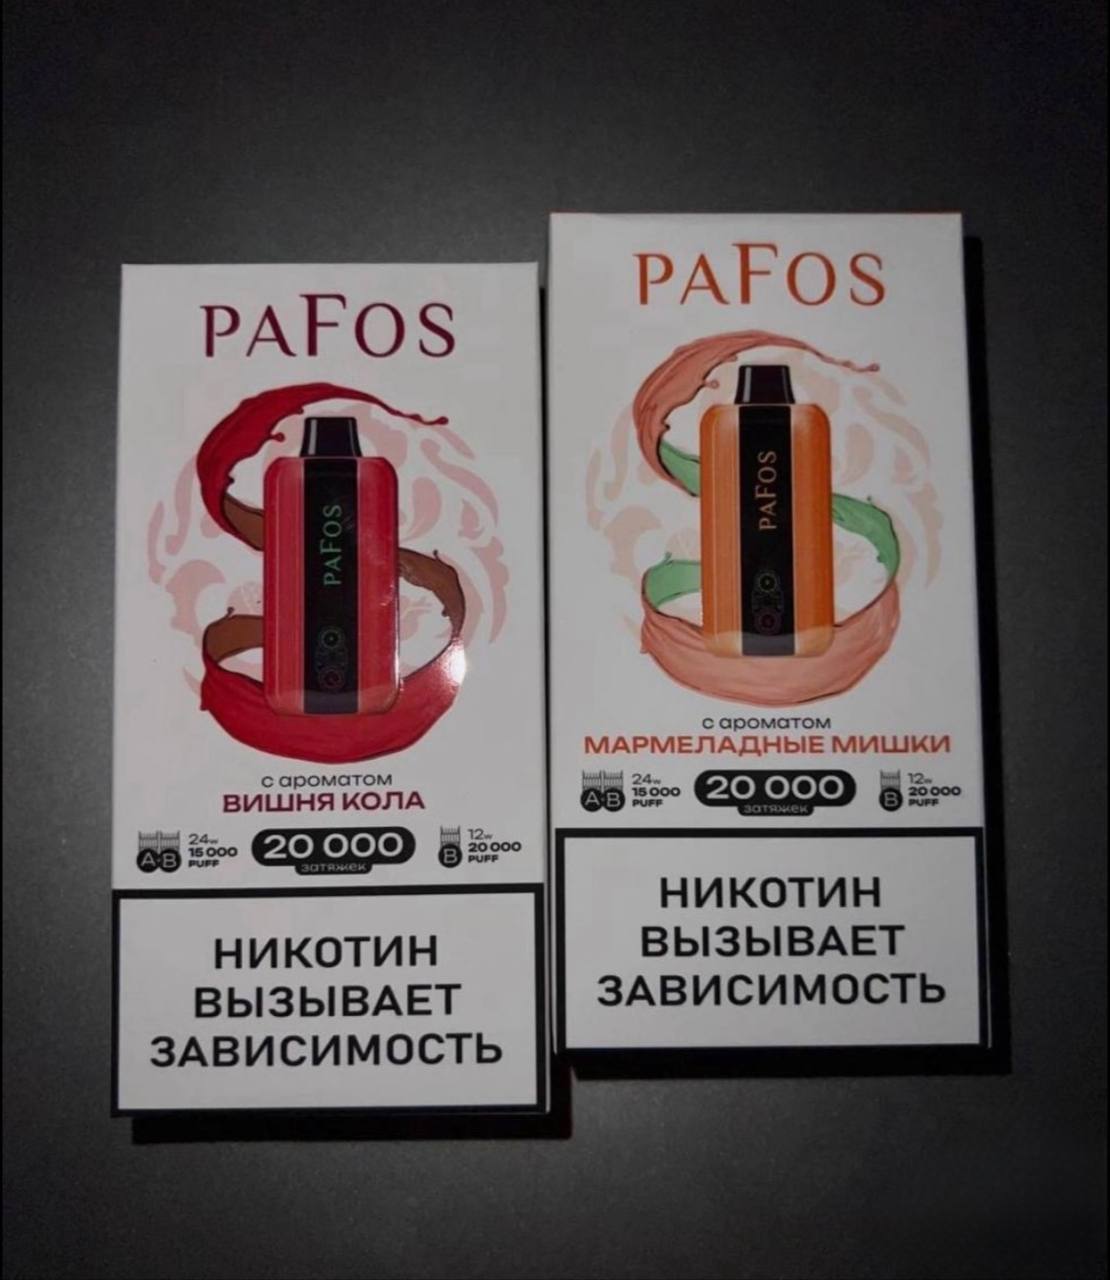 PAFOS
PAFOS
с ароматом
ВИШНЯ КОЛА
A·B
24w
15 000
PUFF
20 000
затяжек
B
12w
20 000
PUFF
НИКОТИН
ВЫЗЫВАЕТ
ЗАВИСИМОСТЬ
PAFOS
PAFOS
с ароматом
МАРМЕЛАДНЫЕ МИШКИ
A·B
24w
15 000
PUFF
20 000
затяжек
B
12w
20 000
PUFF
НИКОТИН
ВЫЗЫВАЕТ
ЗАВИСИМОСТЬ